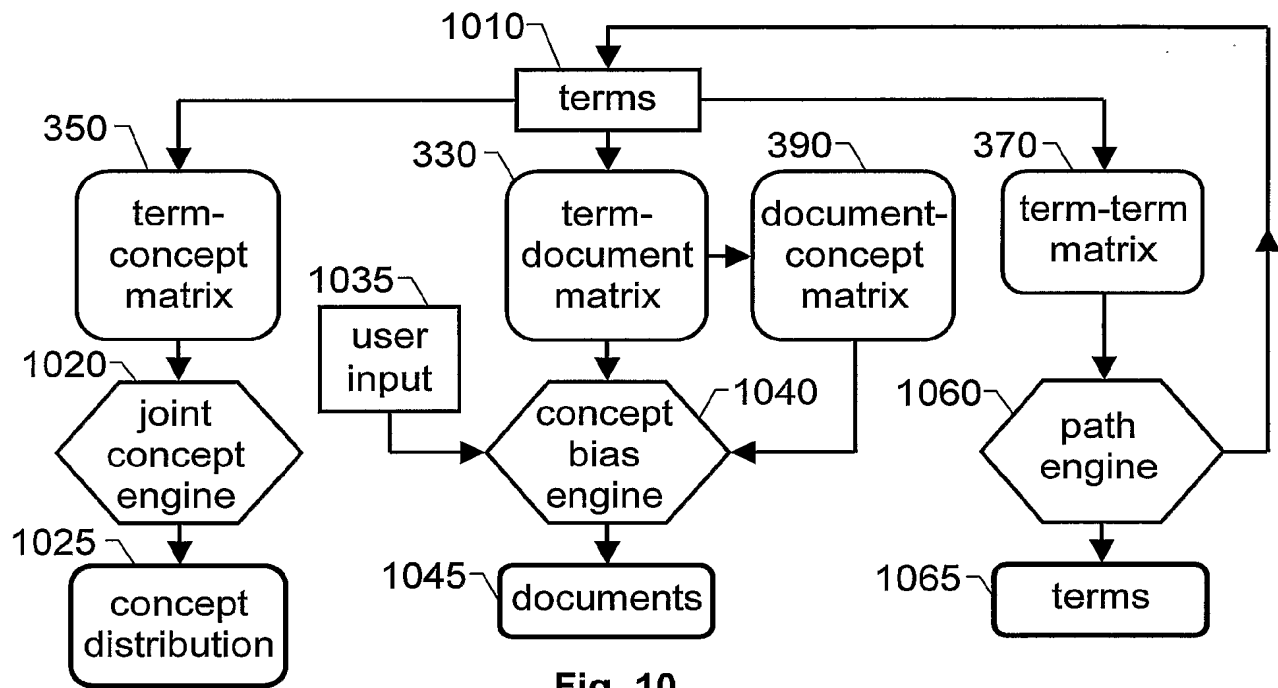 1010
terms
350
330
390
370
term-
concept
matrix
term-
document
matrix
document-
concept
matrix
term-term
matrix
1035
user
input
1020
joint
concept
engine
concept
bias
engine
1040
1060
path
engine
1025
concept
distribution
1045
documents
1065
terms
Fig. 10